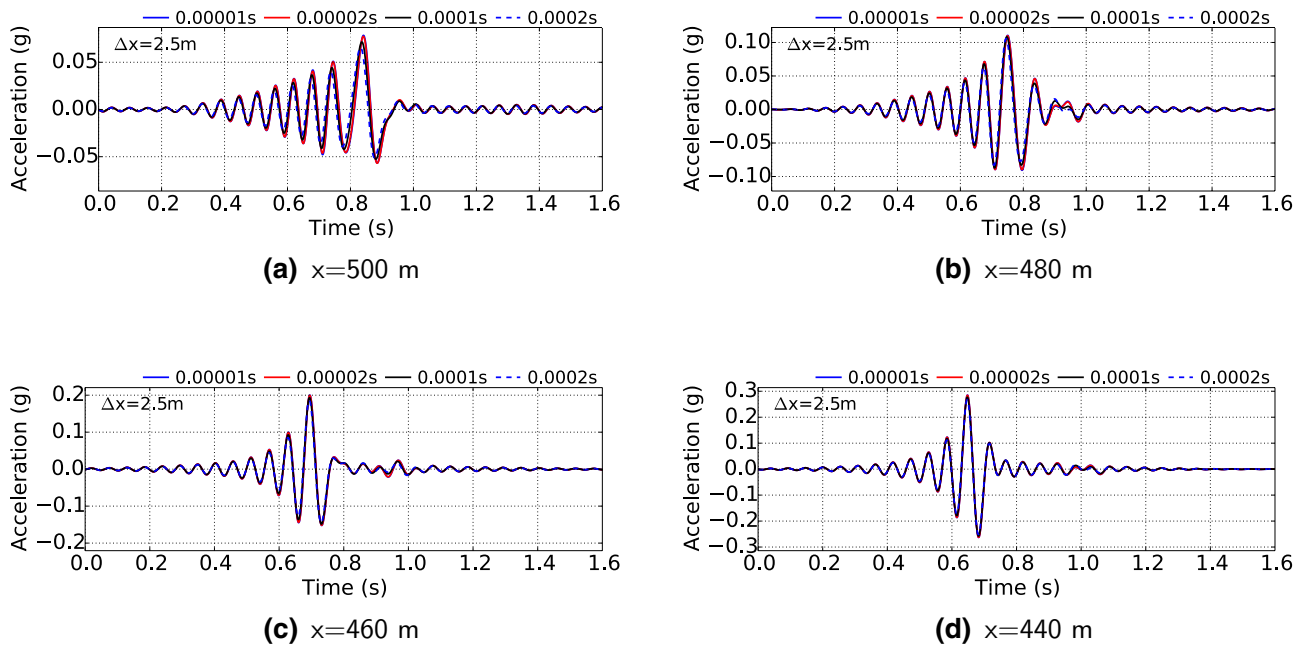 0.00001s 0.00002s 0.0001s 0.0002s
Δx=2.5m
Acceleration (g)
0.05
0.00
−0.05
0.0 0.2 0.4 0.6 0.8 1.0 1.2 1.4 1.6
Time (s)
(a) x=500 m
0.00001s 0.00002s 0.0001s 0.0002s
Δx=2.5m
Acceleration (g)
0.10
0.05
0.00
−0.05
−0.10
0.0 0.2 0.4 0.6 0.8 1.0 1.2 1.4 1.6
Time (s)
(b) x=480 m
0.00001s 0.00002s 0.0001s 0.0002s
Δx=2.5m
Acceleration (g)
0.2
0.1
0.0
−0.1
−0.2
0.0 0.2 0.4 0.6 0.8 1.0 1.2 1.4 1.6
Time (s)
(c) x=460 m
0.00001s 0.00002s 0.0001s 0.0002s
Δx=2.5m
Acceleration (g)
0.3
0.2
0.1
0.0
−0.1
−0.2
−0.3
0.0 0.2 0.4 0.6 0.8 1.0 1.2 1.4 1.6
Time (s)
(d) x=440 m